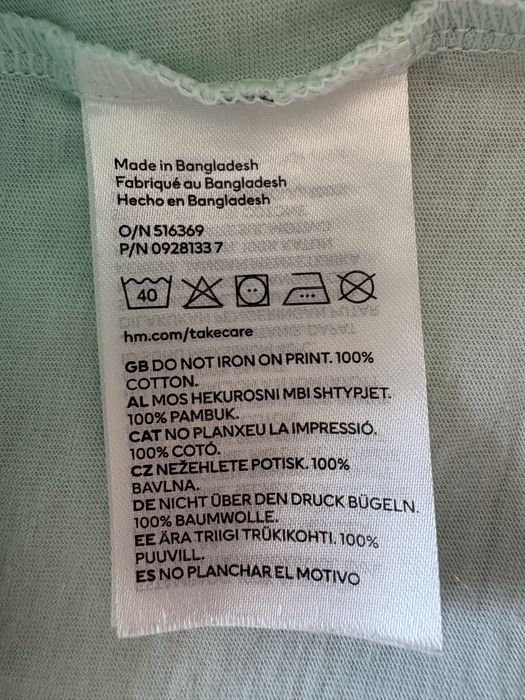 Made in Bangladesh
Fabriqué au Bangladesh
Hecho en Bangladesh
O/N 516369
P/N 0928133 7
40
hm.com/takecare
GB DO NOT IRON ON PRINT. 100%
COTTON.
AL MOS HEKUROSNI MBI SHTYPJET.
100% PAMBUK.
CAT NO PLANXEU LA IMPRESSIÓ.
100% COTÓ.
CZ NEŽEHLETE POTISK. 100%
BAVLNA.
DE NICHT ÜBER DEN DRUCK BÜGELN.
100% BAUMWOLLE.
EE ÄRA TRIIGI TRÜKIKOHTI. 100%
PUUVILL.
ES NO PLANCHAR EL MOTIVO